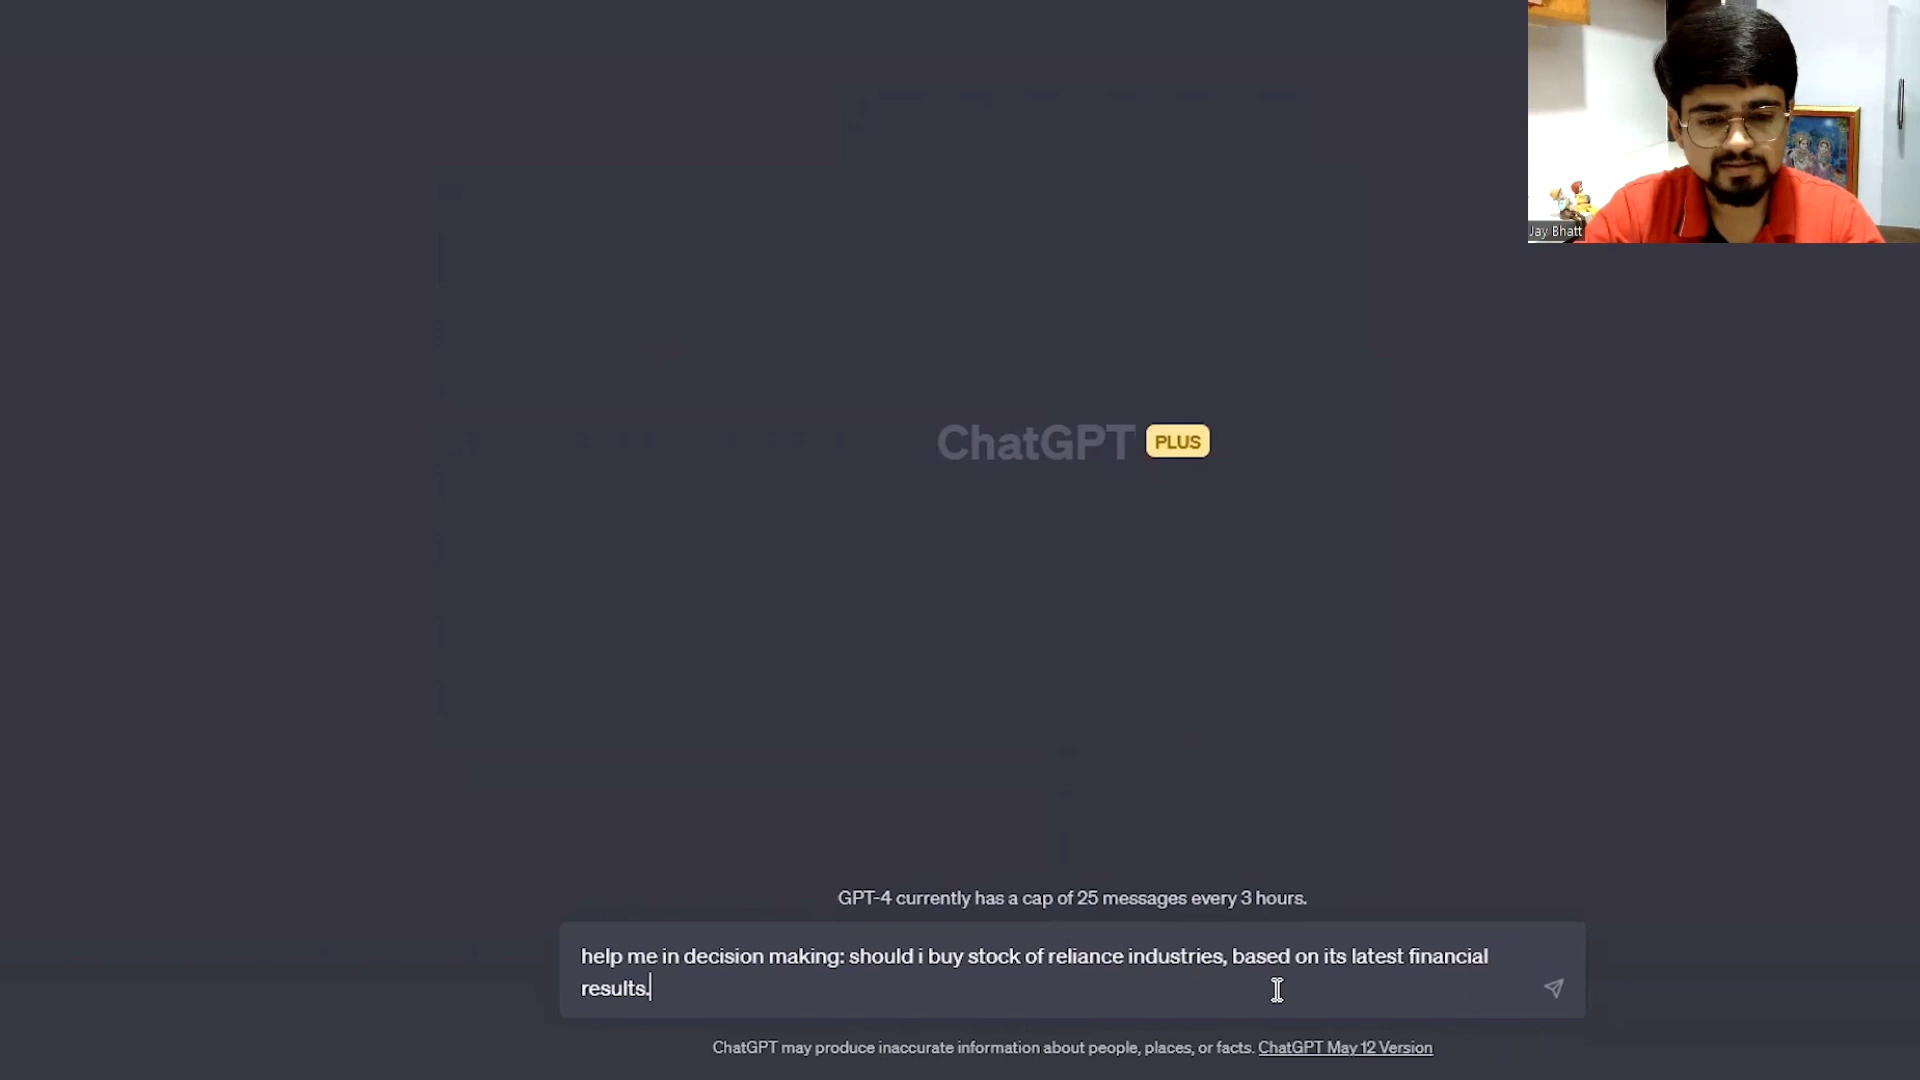 Jay Bhatt
ChatGPT PLUS
GPT-4 currently has a cap of 25 messages every 3 hours.
help me in decision making: should i buy stock of reliance industries, based on its latest financial
results.
ChatGPT may produce inaccurate information about people, places, or facts. ChatGPT May 12 Version